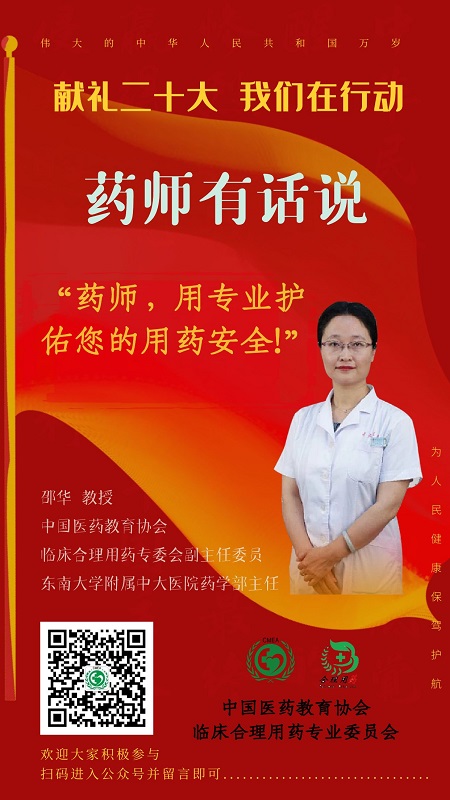 伟大的中华人民共和国万岁
献礼二十大 我们在行动
药师有话说
“药师，用专业护
佑您的用药安全!”
邵华 教授
中国医药教育协会
临床合理用药专委会副主任委员
东南大学附属中大医院药学部主任
为人民健康保驾护航
CMEA
中国医药教育协会
临床合理用药专业委员会
欢迎大家积极参与
扫码进入公众号并留言即可